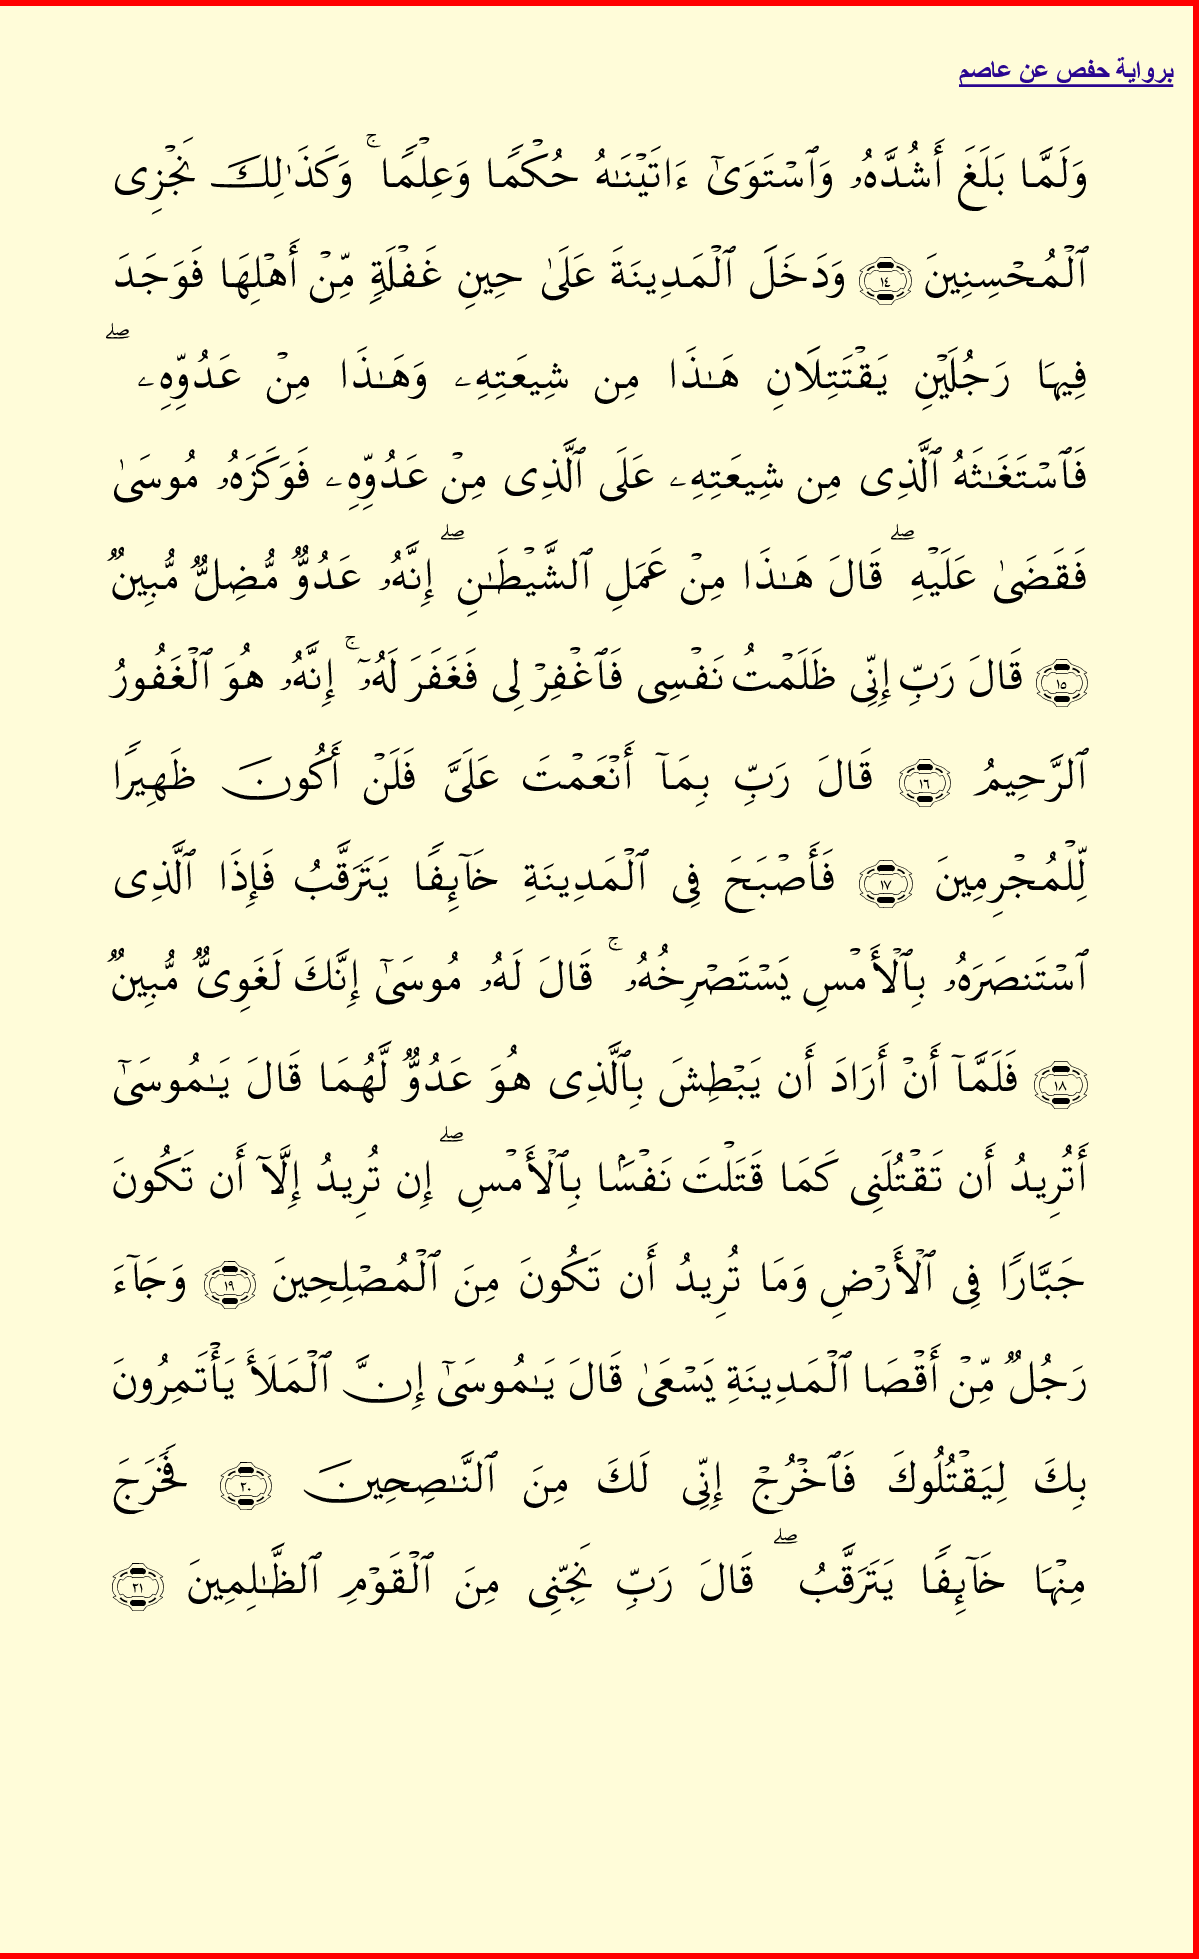 برواية حفص عن عاصم
وَلَمَّا بَلَغَ أَشُدَّهُۥ وَٱسۡتَوَىٰٓ ءَاتَيۡنَـٰهُ حُكۡمًا وَعِلۡمًاۚ وَكَذَٲلِكَ نَجۡزِى
ٱلۡمُحۡسِنِينَ ١٤ وَدَخَلَ ٱلۡمَدِينَةَ عَلَىٰ حِينِ غَفۡلَةٍ مِّنۡ أَهۡلِهَا فَوَجَدَ
فِيہَا رَجُلَيۡنِ يَقۡتَتِلَانِ هَـٰذَا مِن شِيعَتِهِۦ وَهَـٰذَا مِنۡ عَدُوِّهِۦۖ
فَٱسۡتَغَـٰثَهُ ٱلَّذِى مِن شِيعَتِهِۦ عَلَى ٱلَّذِى مِنۡ عَدُوِّهِۦ فَوَكَزَهُۥ مُوسَىٰ
فَقَضَىٰ عَلَيۡهِۖ قَالَ هَـٰذَا مِنۡ عَمَلِ ٱلشَّيۡطَـٰنِۖ إِنَّهُۥ عَدُوٌّ مُّضِلٌّ مُّبِينٌ
١٥ قَالَ رَبِّ إِنِّى ظَلَمۡتُ نَفۡسِى فَٱغۡفِرۡ لِى فَغَفَرَ لَهُۥٓۚ إِنَّهُۥ هُوَ ٱلۡغَفُورُ
ٱلرَّحِيمُ ١٦ قَالَ رَبِّ بِمَآ أَنۡعَمۡتَ عَلَىَّ فَلَنۡ أَكُونَ ظَهِيرًا
لِّلۡمُجۡرِمِينَ ١٧ فَأَصۡبَحَ فِى ٱلۡمَدِينَةِ خَآٮِٕفًا يَتَرَقَّبُ فَإِذَا ٱلَّذِى
ٱسۡتَنصَرَهُۥ بِٱلۡأَمۡسِ يَسۡتَصۡرِخُهُۥۚ قَالَ لَهُۥ مُوسَىٰٓ إِنَّكَ لَغَوِىٌّ مُّبِينٌ
١٨ فَلَمَّآ أَنۡ أَرَادَ أَن يَبۡطِشَ بِٱلَّذِى هُوَ عَدُوٌّ لَّهُمَا قَالَ يَـٰمُوسَىٰٓ
أَتُرِيدُ أَن تَقۡتُلَنِى كَمَا قَتَلۡتَ نَفۡسَۢا بِٱلۡأَمۡسِۖ إِن تُرِيدُ إِلَّآ أَن تَكُونَ
جَبَّارًا فِى ٱلۡأَرۡضِ وَمَا تُرِيدُ أَن تَكُونَ مِنَ ٱلۡمُصۡلِحِينَ ١٩ وَجَآءَ
رَجُلٌ مِّنۡ أَقۡصَا ٱلۡمَدِينَةِ يَسۡعَىٰ قَالَ يَـٰمُوسَىٰٓ إِنَّ ٱلۡمَلَأَ يَأۡتَمِرُونَ
بِكَ لِيَقۡتُلُوكَ فَٱخۡرُجۡ إِنِّى لَكَ مِنَ ٱلنَّـٰصِحِينَ ٢٠ فَخَرَجَ
مِنۡہَا خَآٮِٕفًا يَتَرَقَّبُۖ قَالَ رَبِّ نَجِّنِى مِنَ ٱلۡقَوۡمِ ٱلظَّـٰلِمِينَ ٢١